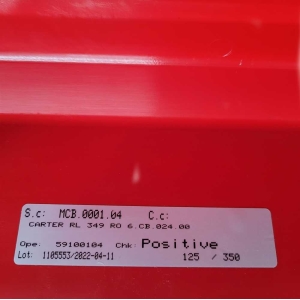 S.c: MCB.0001.04 C.c:
CARTER RL 349 RO 6.CB.024.00
Ope: 59100104 Chk: Positive
Lot: 1105553/2022-04-11 125 / 350